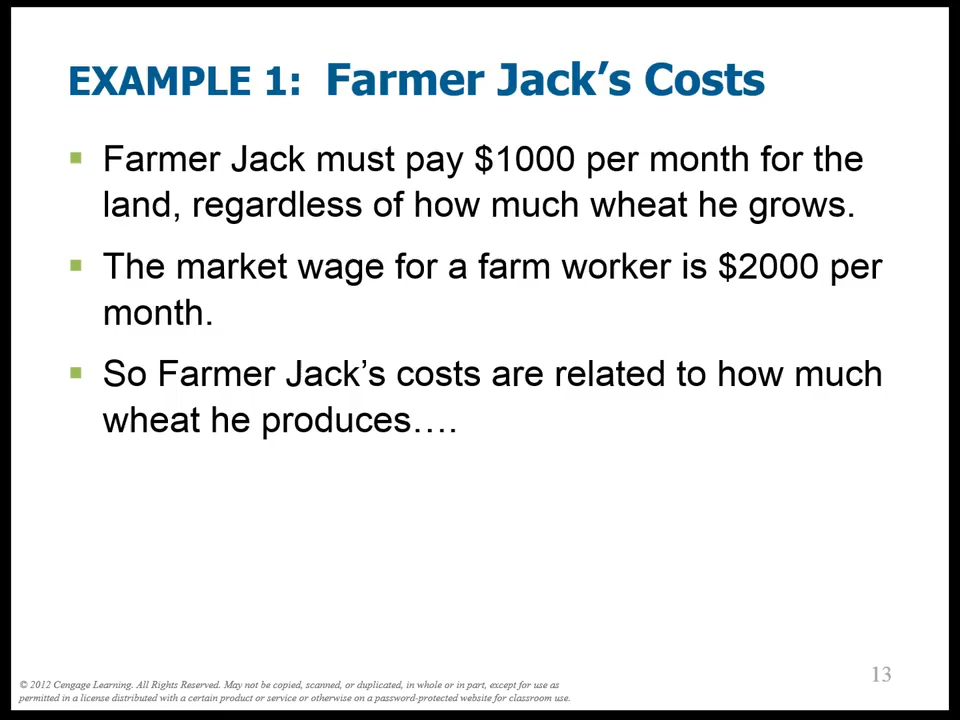 EXAMPLE 1: Farmer Jack’s Costs
▪ Farmer Jack must pay $1000 per month for the
land, regardless of how much wheat he grows.
▪ The market wage for a farm worker is $2000 per
month.
▪ So Farmer Jack’s costs are related to how much
wheat he produces….
13
© 2012 Cengage Learning. All Rights Reserved. May not be copied, scanned, or duplicated, in whole or in part, except for use as
permitted in a license distributed with a certain product or service or otherwise on a password-protected website for classroom use.